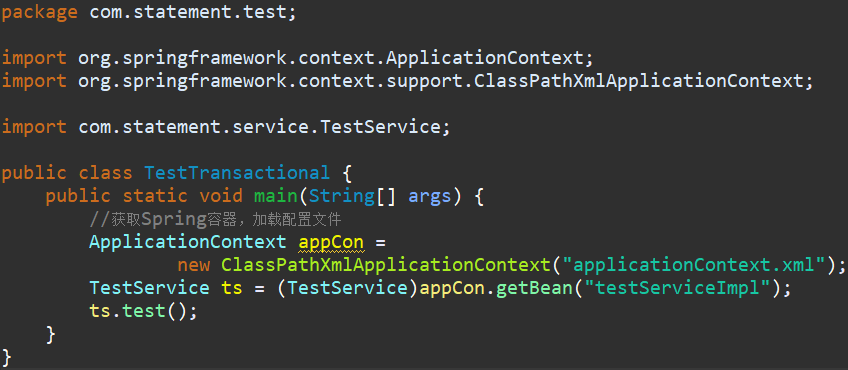 package com.statement.test;
import org.springframework.context.ApplicationContext;
import org.springframework.context.support.ClassPathXmlApplicationContext;
import com.statement.service.TestService;
public class TestTransactional {
public static void main(String[] args) {
//获取Spring容器，加载配置文件
ApplicationContext appCon =
new ClassPathXmlApplicationContext("applicationContext.xml");
TestService ts = (TestService)appCon.getBean("testServiceImpl");
ts.test();
}
}